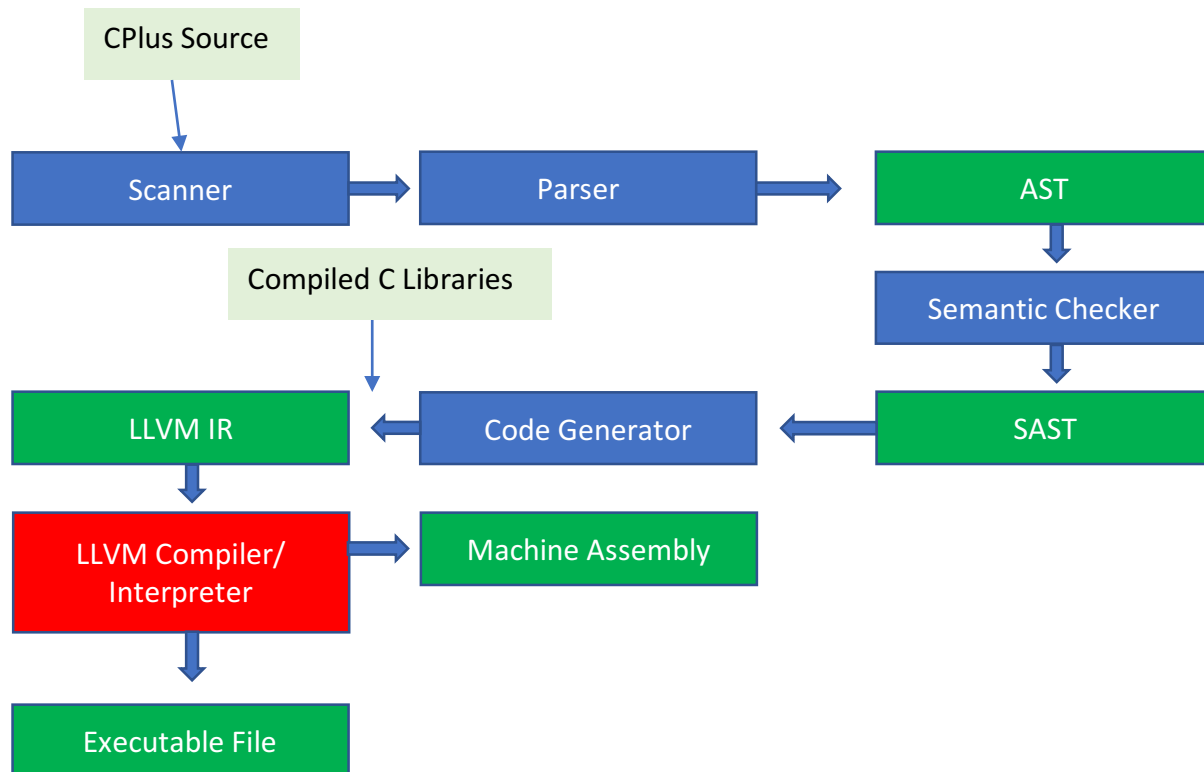 CPlus Source
Scanner
Parser
AST
Compiled C Libraries
Semantic Checker
LLVM IR
Code Generator
SAST
LLVM Compiler/
Interpreter
Machine Assembly
Executable File